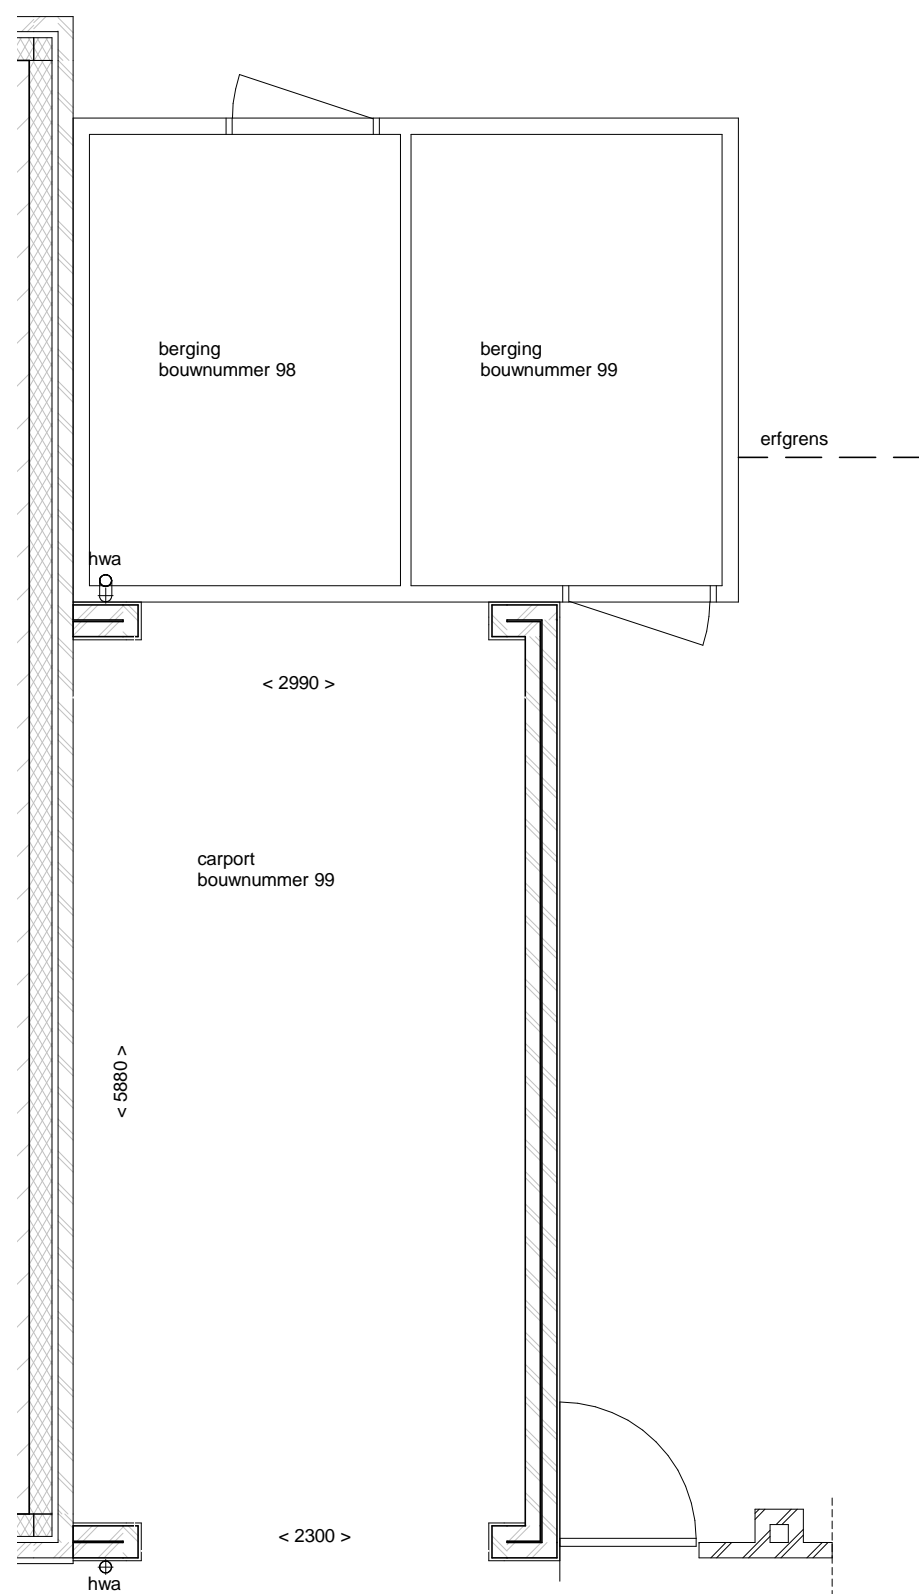 berging
bouwnummer 98
berging
bouwnummer 99
erfgrens
hwa
< 2990 >
carport
bouwnummer 99
< 5880 >
< 2300 >
hwa